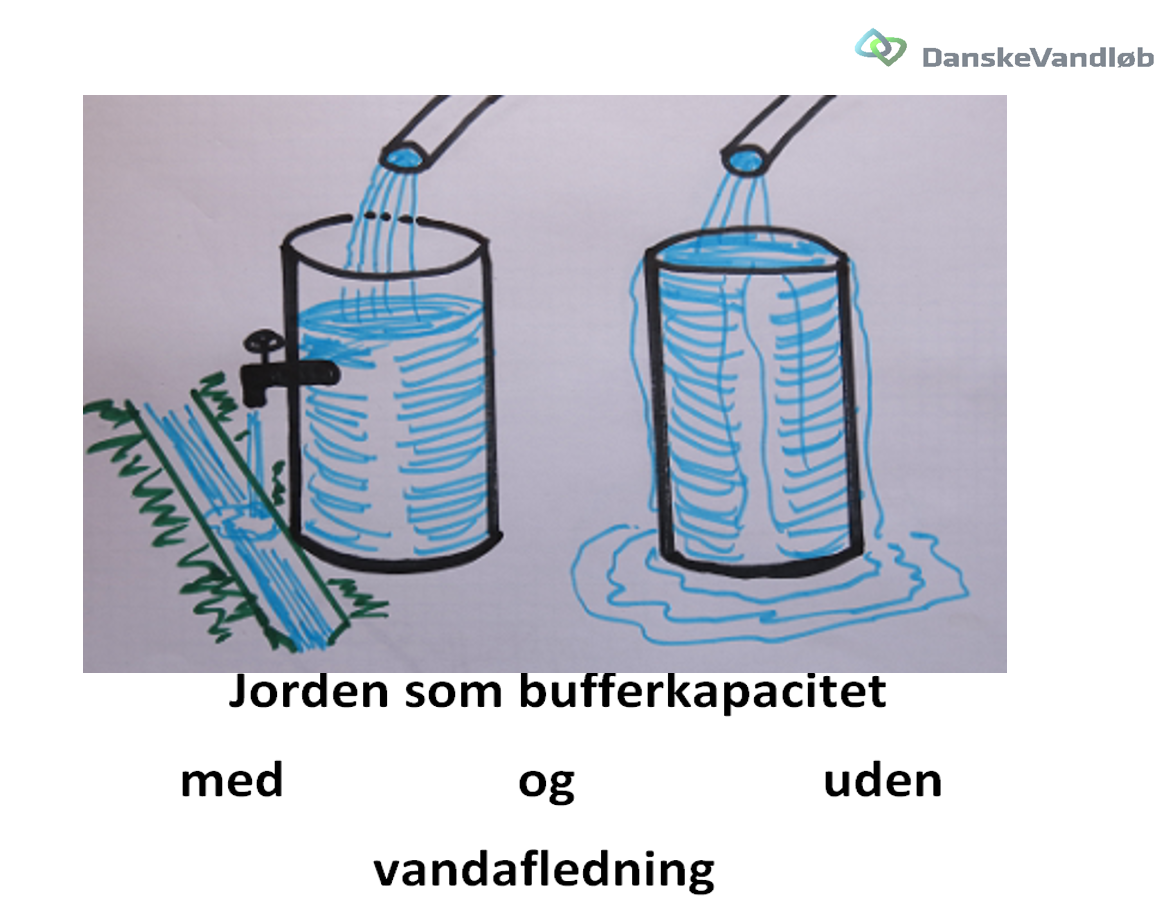 DanskeVandløb
Jorden som bufferkapacitet
med og uden
vandafledning